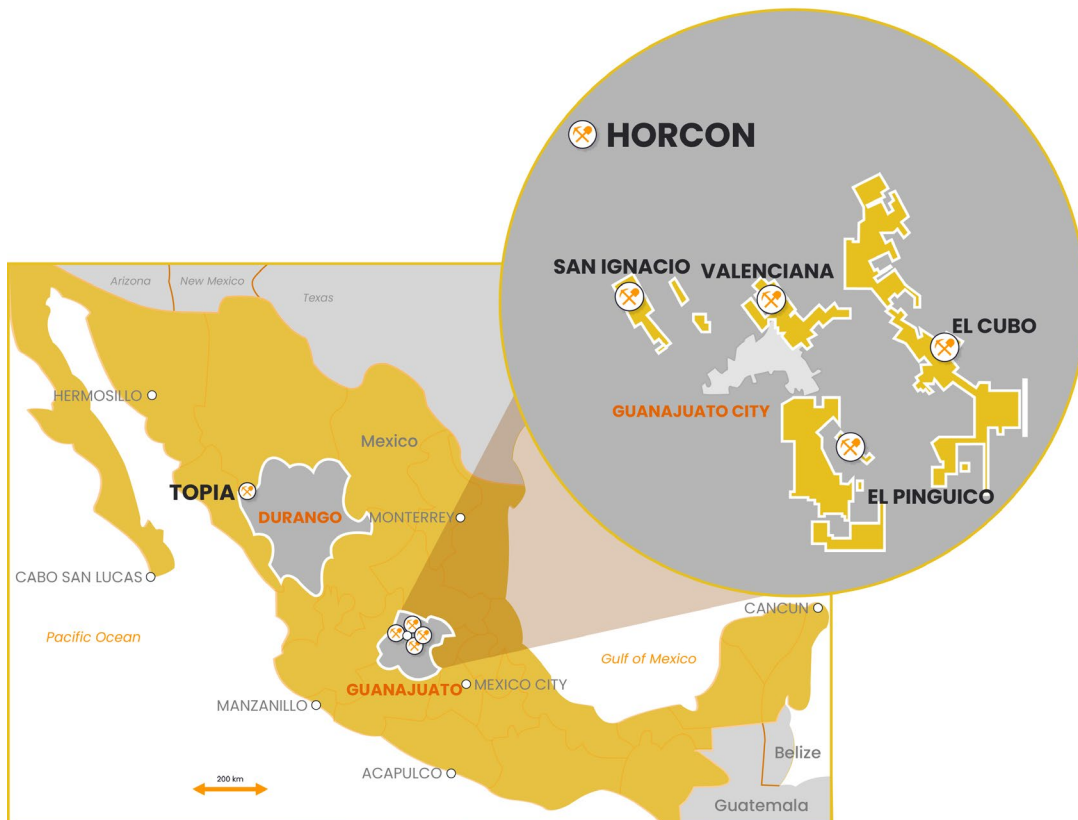 HORCON
SAN IGNACIO
VALENCIANA
EL CUBO
GUANAJUATO CITY
EL PINGUICO
Arizona
New Mexico
Texas
HERMOSILLO
Mexico
TOPIA
DURANGO
MONTERREY
CABO SAN LUCAS
CANCUN
Pacific Ocean
Gulf of Mexico
GUANAJUATO
MEXICO CITY
MANZANILLO
Belize
ACAPULCO
200 km
Guatemala